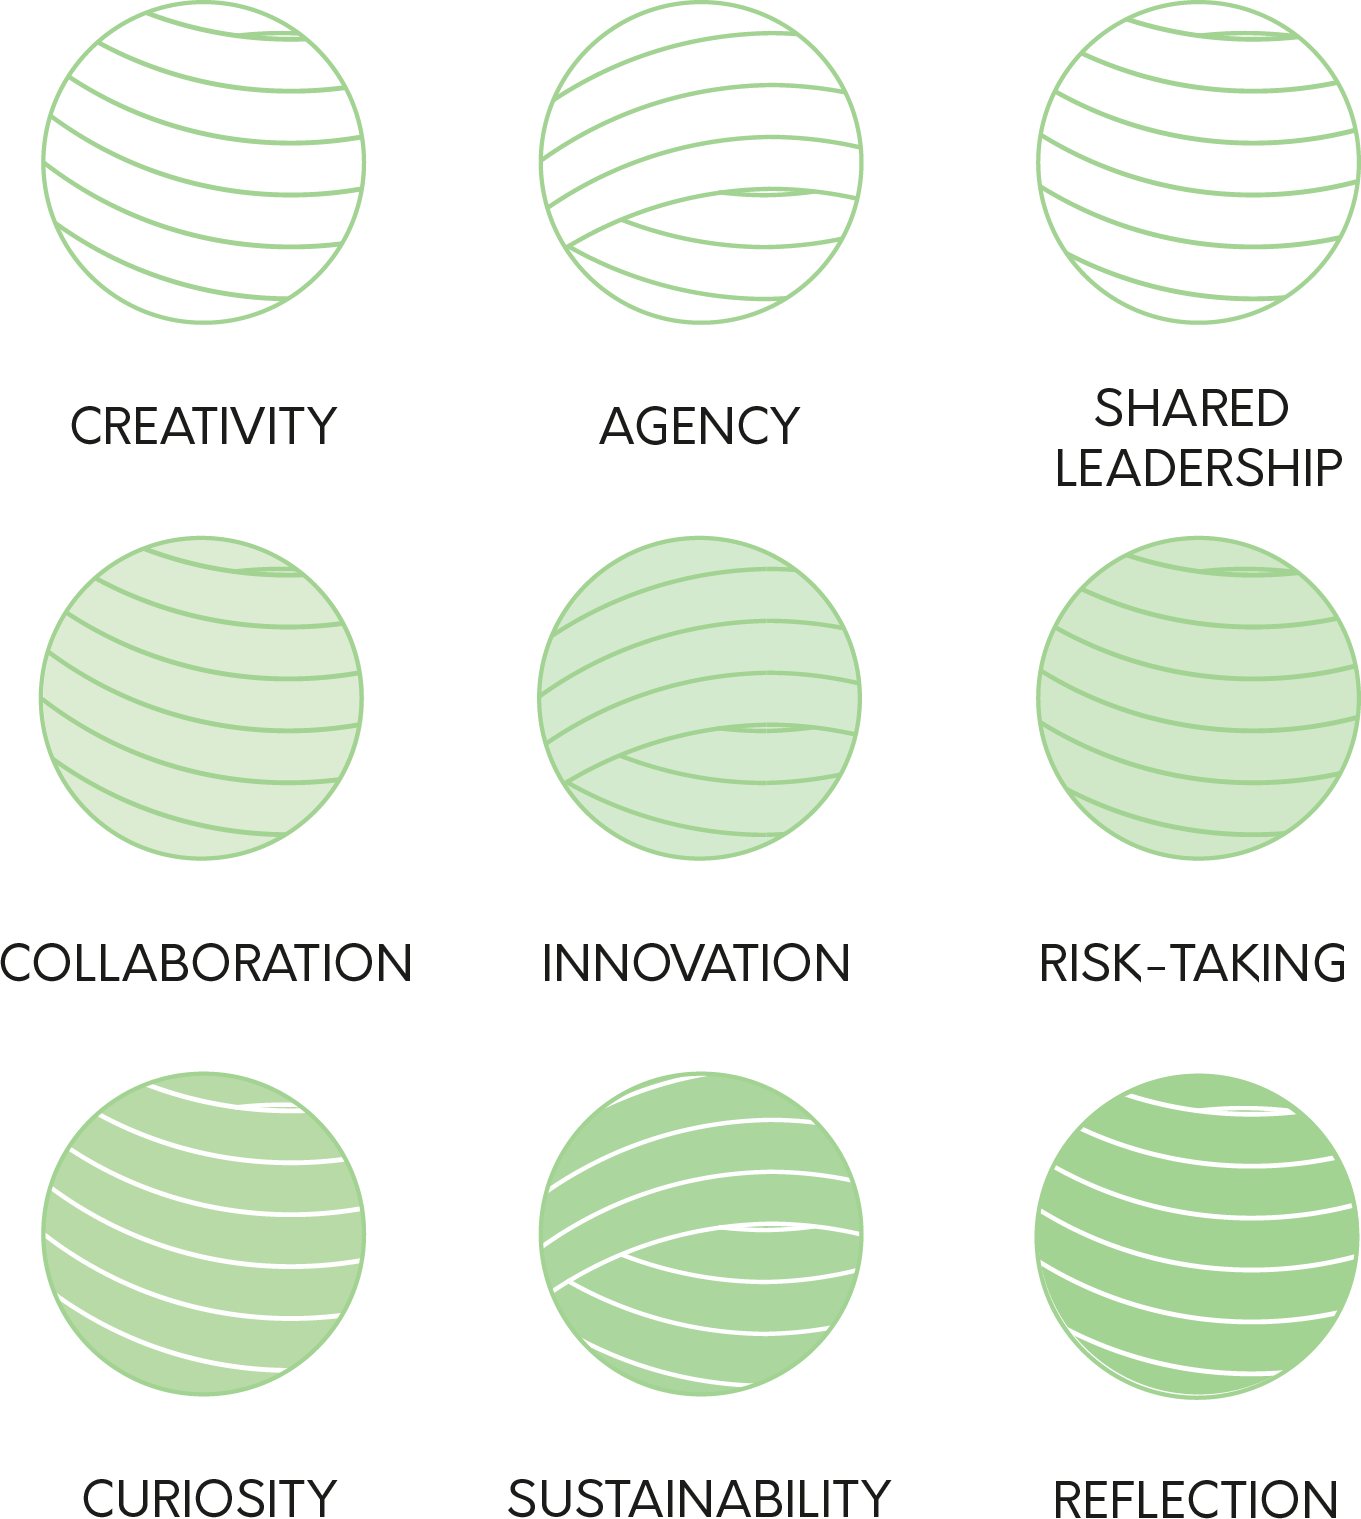 CREATIVITY
AGENCY
SHARED
LEADERSHIP
COLLABORATION
INNOVATION
RISK-TAKING
CURIOSITY
SUSTAINABILITY
REFLECTION